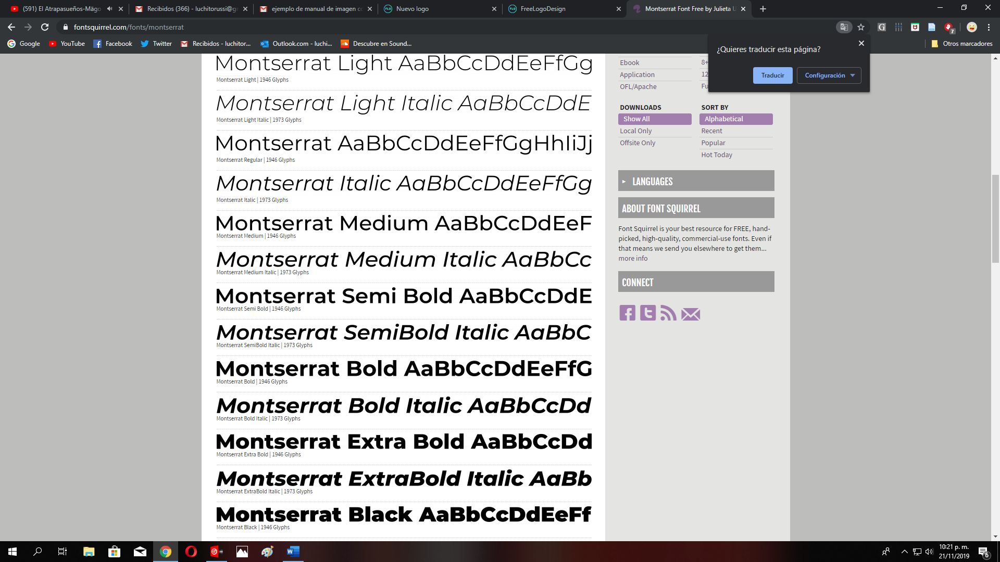 (591) El Atrapasueños-Mägo
Recibidos (366) - luchitorussi@g
ejemplo de manual de imagen co
Nuevo logo
FreeLogoDesign
Montserrat Font Free by Julieta U
fontsquirrel.com/fonts/montserrat
Google
YouTube
Facebook
Twitter
Recibidos - luchitor...
Outlook.com - luchi...
Descubre en Sound...
Otros marcadores
¿Quieres traducir esta página?
Traducir
Configuración
Montserrat Light AaBbCcDdEeFfGg
Montserrat Light | 1946 Glyphs
Montserrat Light Italic AaBbCcDdE
Montserrat Light Italic | 1973 Glyphs
Montserrat AaBbCcDdEeFfGgHhIiJj
Montserrat Regular | 1946 Glyphs
Montserrat Italic AaBbCcDdEeFfGg
Montserrat Italic | 1973 Glyphs
Montserrat Medium AaBbCcDdEeF
Montserrat Medium | 1946 Glyphs
Montserrat Medium Italic AaBbCc
Montserrat Medium Italic | 1973 Glyphs
Montserrat Semi Bold AaBbCcDdE
Montserrat Semi Bold | 1946 Glyphs
Montserrat SemiBold Italic AaBbC
Montserrat SemiBold Italic | 1973 Glyphs
Montserrat Bold AaBbCcDdEeFfG
Montserrat Bold | 1946 Glyphs
Montserrat Bold Italic AaBbCcDd
Montserrat Bold Italic | 1973 Glyphs
Montserrat Extra Bold AaBbCcDd
Montserrat Extra Bold | 1946 Glyphs
Montserrat ExtraBold Italic AaBb
Montserrat ExtraBold Italic | 1973 Glyphs
Montserrat Black AaBbCcDdEeFf
Montserrat Black | 1946 Glyphs
Ebook
Application
OFL/Apache
8+
12
Fu
DOWNLOADS
Show All
Local Only
Offsite Only
SORT BY
Alphabetical
Recent
Popular
Hot Today
LANGUAGES
ABOUT FONT SQUIRREL
Font Squirrel is your best resource for FREE, hand-
picked, high-quality, commercial-use fonts. Even if
that means we send you elsewhere to get them...
more info
CONNECT
10:21 p. m.
21/11/2019
6